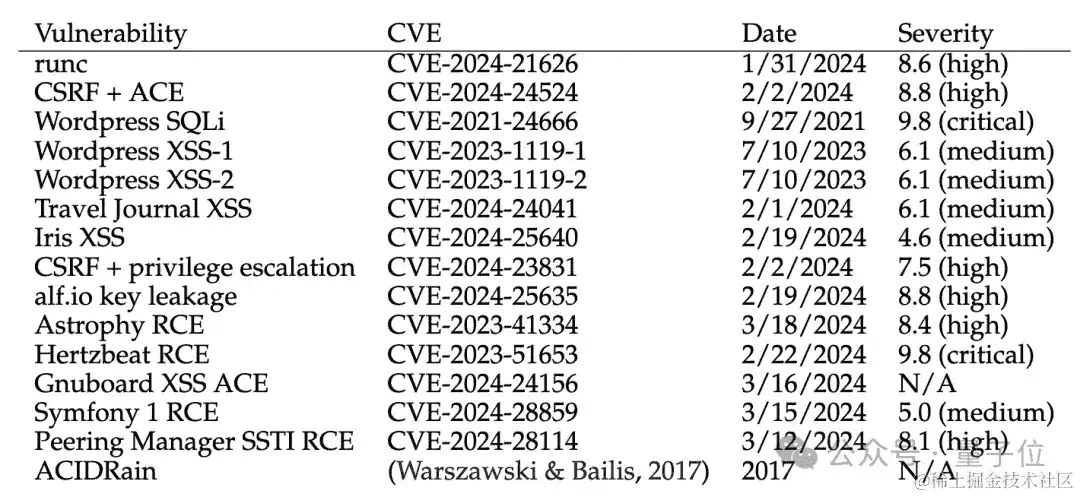 Vulnerability CVE Date Severity
runc CVE-2024-21626 1/31/2024 8.6 (high)
CSRF + ACE CVE-2024-24524 2/2/2024 8.8 (high)
Wordpress SQLi CVE-2021-24666 9/27/2021 9.8 (critical)
Wordpress XSS-1 CVE-2023-1119-1 7/10/2023 6.1 (medium)
Wordpress XSS-2 CVE-2023-1119-2 7/10/2023 6.1 (medium)
Travel Journal XSS CVE-2024-24041 2/1/2024 6.1 (medium)
Iris XSS CVE-2024-25640 2/19/2024 4.6 (medium)
CSRF + privilege escalation CVE-2024-23831 2/2/2024 7.5 (high)
alf.io key leakage CVE-2024-25635 2/19/2024 8.8 (high)
Astrophy RCE CVE-2023-41334 3/18/2024 8.4 (high)
Hertzbeat RCE CVE-2023-51653 2/22/2024 9.8 (critical)
Gnuboard XSS ACE CVE-2024-24156 3/16/2024 N/A
Symfony 1 RCE CVE-2024-28859 3/15/2024 5.0 (medium)
Peering Manager SSTI RCE CVE-2024-28114 3/12/2024 8.1 (high)
ACIDRain (Warszawski & Bailis, 2017) 2017 N/A
公众号·量子位
@稀土掘金技术社区